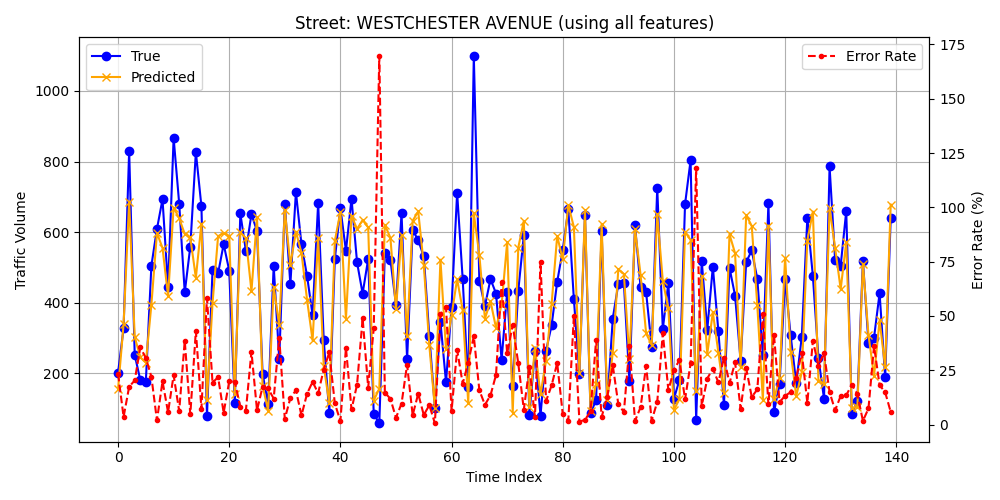 Street: WESTCHESTER AVENUE (using all features)
True
Predicted
Error Rate
Traffic Volume
1000
800
600
400
200
175
150
125
100
75
50
25
0
Error Rate (%)
0 20 40 60 80 100 120 140
Time Index